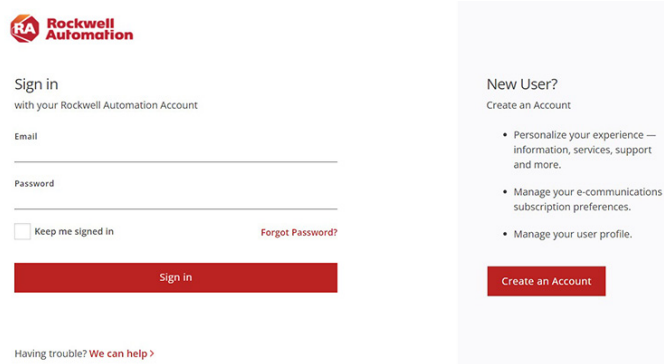 RA Rockwell
Automation
Sign in
with your Rockwell Automation Account
Email
Password
Keep me signed in
Forgot Password?
Sign in
Having trouble? We can help >
New User?
Create an Account
• Personalize your experience —
information, services, support
and more.
• Manage your e-communications
subscription preferences.
• Manage your user profile.
Create an Account